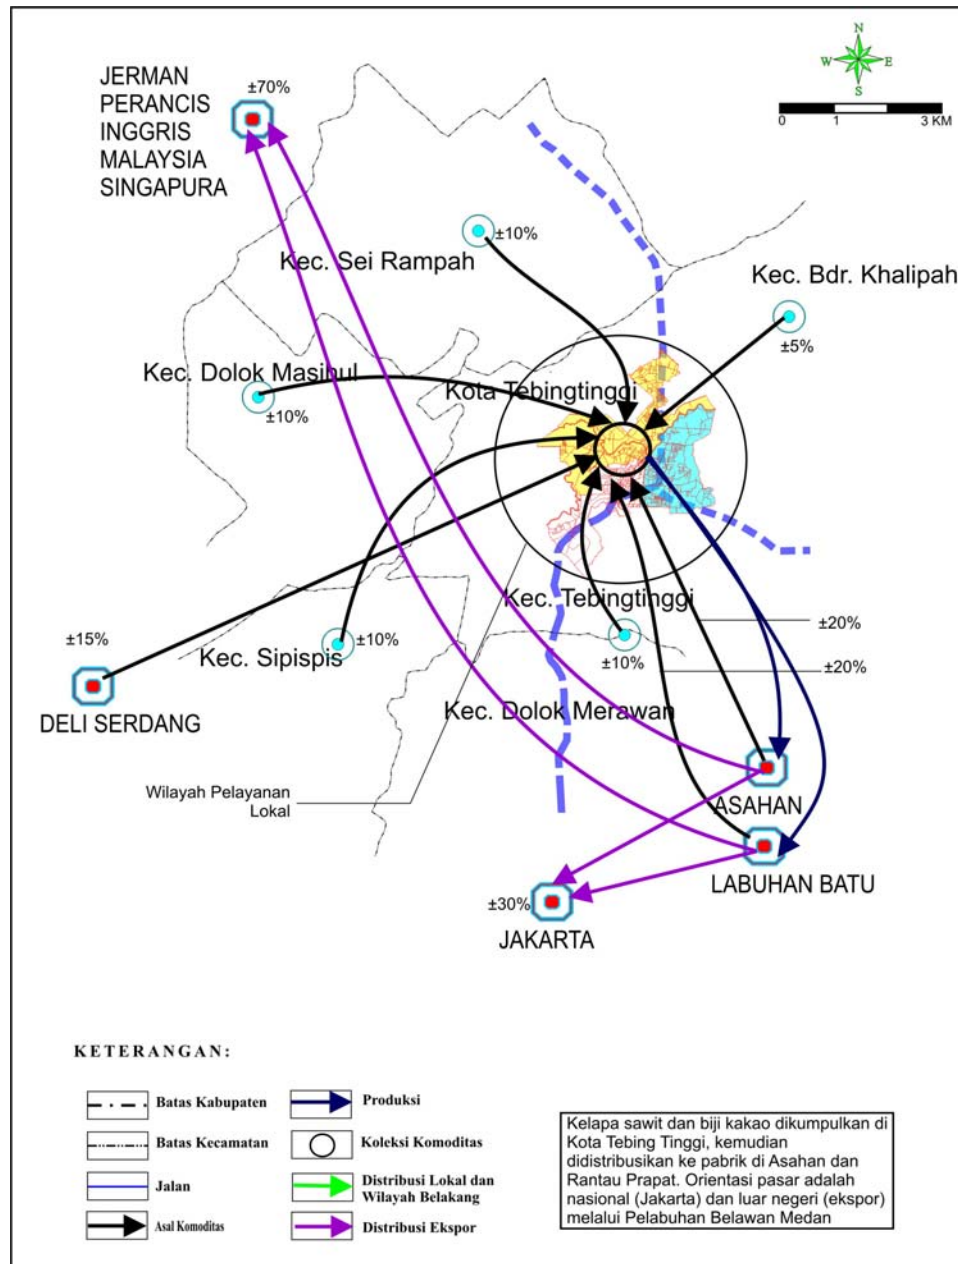 N
W
E
S
0
1
3 KM
JERMAN
PERANCIS
INGGRIS
MALAYSIA
SINGAPURA
±70%
±10%
Kec. Sei Rampah
Kec. Bdr. Khalipah
±5%
Kec. Dolok Masihul
±10%
Kota Tebingtinggi
Kec. Tebingtinggi
±20%
±15%
Kec. Sipispis
±10%
±10%
±20%
DELI SERDANG
Kec. Dolok Merawan
Wilayah Pelayanan
Lokal
ASAHAN
LABUHAN BATU
±30%
JAKARTA
KETERANGAN:
Batas Kabupaten
Batas Kecamatan
Jalan
Asal Komoditas
Produksi
Koleksi Komoditas
Distribusi Lokal dan
Wilayah Belakang
Distribusi Ekspor
Kelapa sawit dan biji kakao dikumpulkan di
Kota Tebing Tinggi, kemudian
didistribusikan ke pabrik di Asahan dan
Rantau Prapat. Orientasi pasar adalah
nasional (Jakarta) dan luar negeri (ekspor)
melalui Pelabuhan Belawan Medan